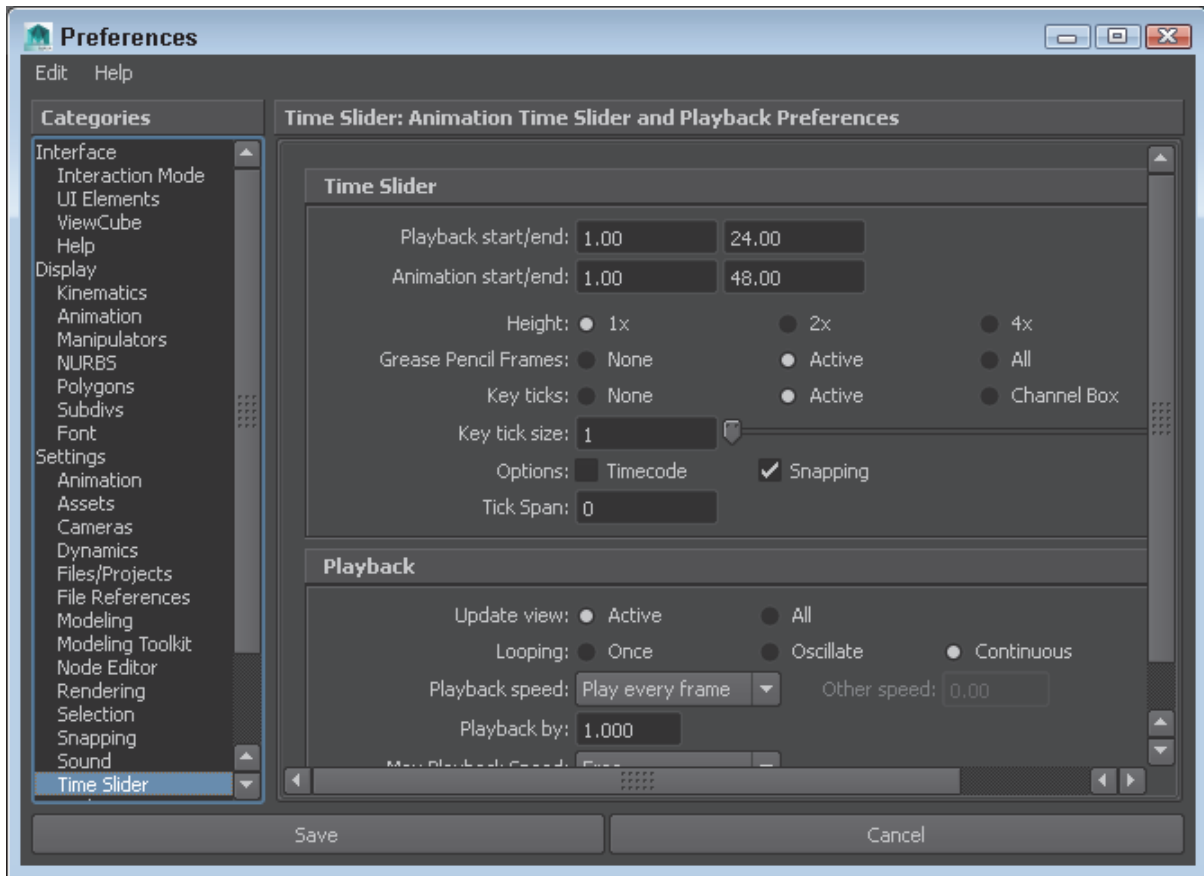 Preferences
Edit Help
Categories
Interface
Interaction Mode
UI Elements
ViewCube
Help
Display
Kinematics
Animation
Manipulators
NURBS
Polygons
Subdivs
Font
Settings
Animation
Assets
Cameras
Dynamics
Files/Projects
File References
Modeling
Modeling Toolkit
Node Editor
Rendering
Selection
Snapping
Sound
Time Slider
Time Slider: Animation Time Slider and Playback Preferences
Time Slider
Playback start/end: 1.00 24.00
Animation start/end: 1.00 48.00
Height: 1x 2x 4x
Grease Pencil Frames: None Active All
Key ticks: None Active Channel Box
Key tick size: 1
Options: Timecode Snapping
Tick Span: 0
Playback
Update view: Active All
Looping: Once Oscillate Continuous
Playback speed: Play every frame Other speed: 0.00
Playback by: 1.000
Max Playback Speed: Free
Save Cancel